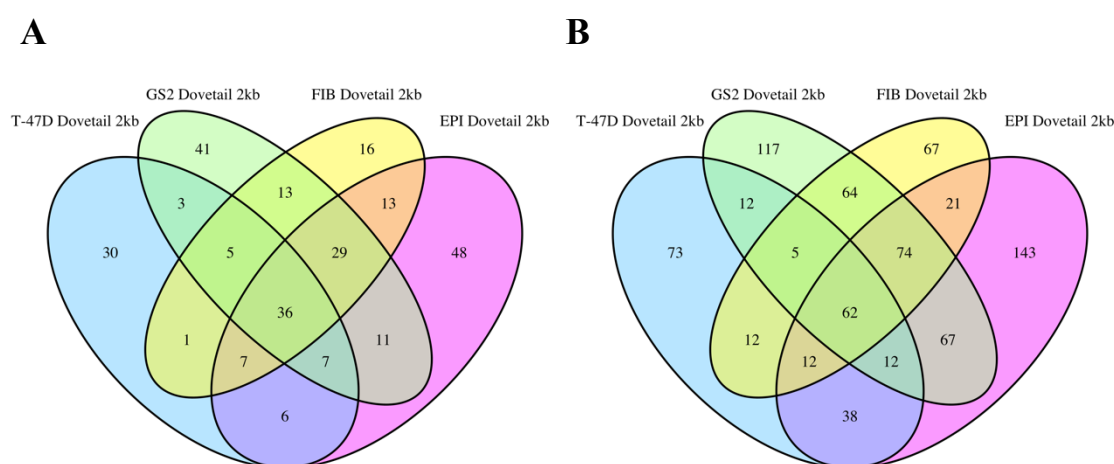 A
B
GS2 Dovetail 2kb FIB Dovetail 2kb
T-47D Dovetail 2kb EPI Dovetail 2kb
41 16
3 13 13
30 5 29 48
36
1 7 7 11
6
GS2 Dovetail 2kb FIB Dovetail 2kb
T-47D Dovetail 2kb EPI Dovetail 2kb
117 67
12 64 21
73 5 74 143
62
12 12 12 67
38